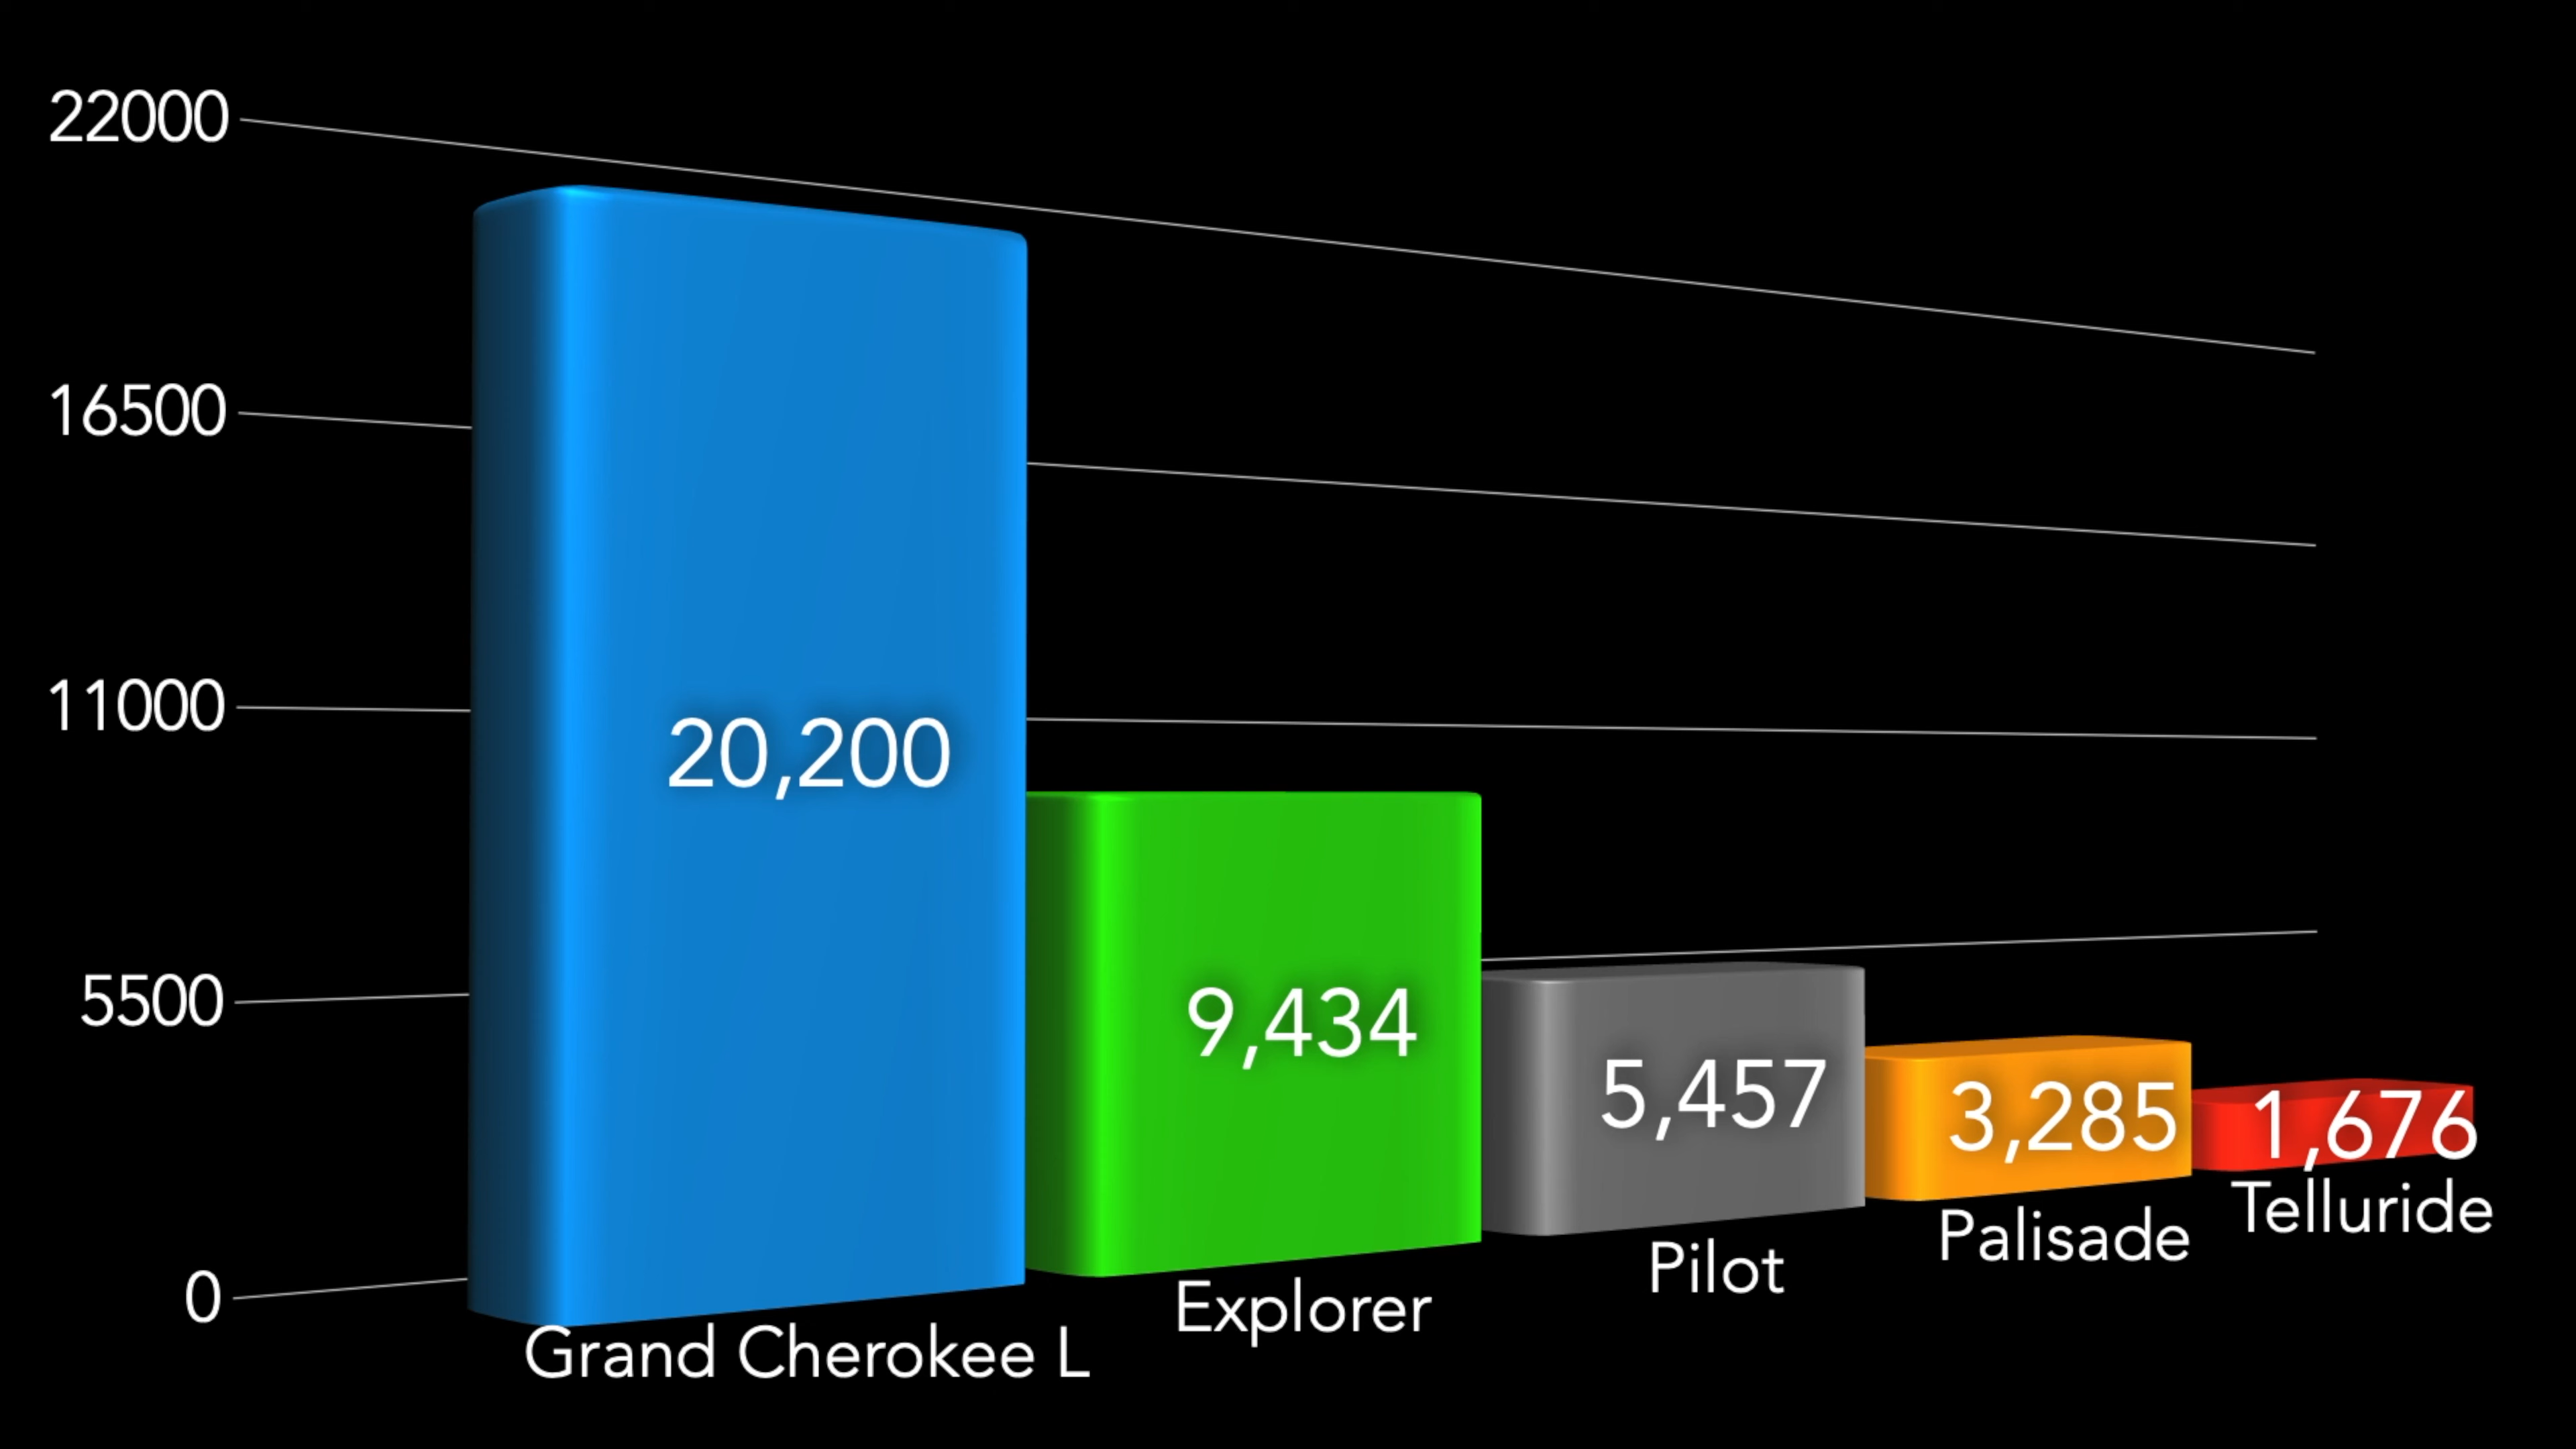 22000
16500
11000
5500
0
20,200
9,434
5,457
3,285
1,676
Grand Cherokee L
Explorer
Pilot
Palisade
Telluride